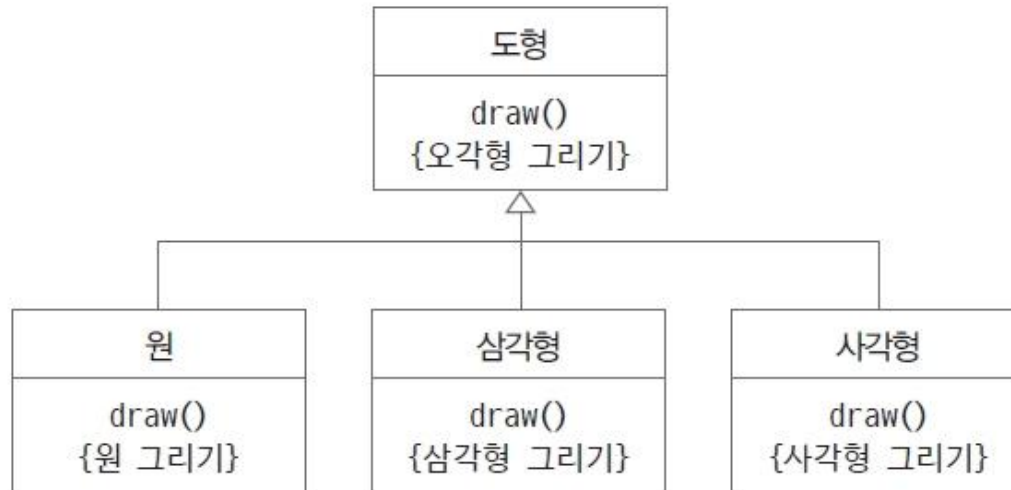 도형
draw()
{오각형 그리기}
원
draw()
{원 그리기}
삼각형
draw()
{삼각형 그리기}
사각형
draw()
{사각형 그리기}